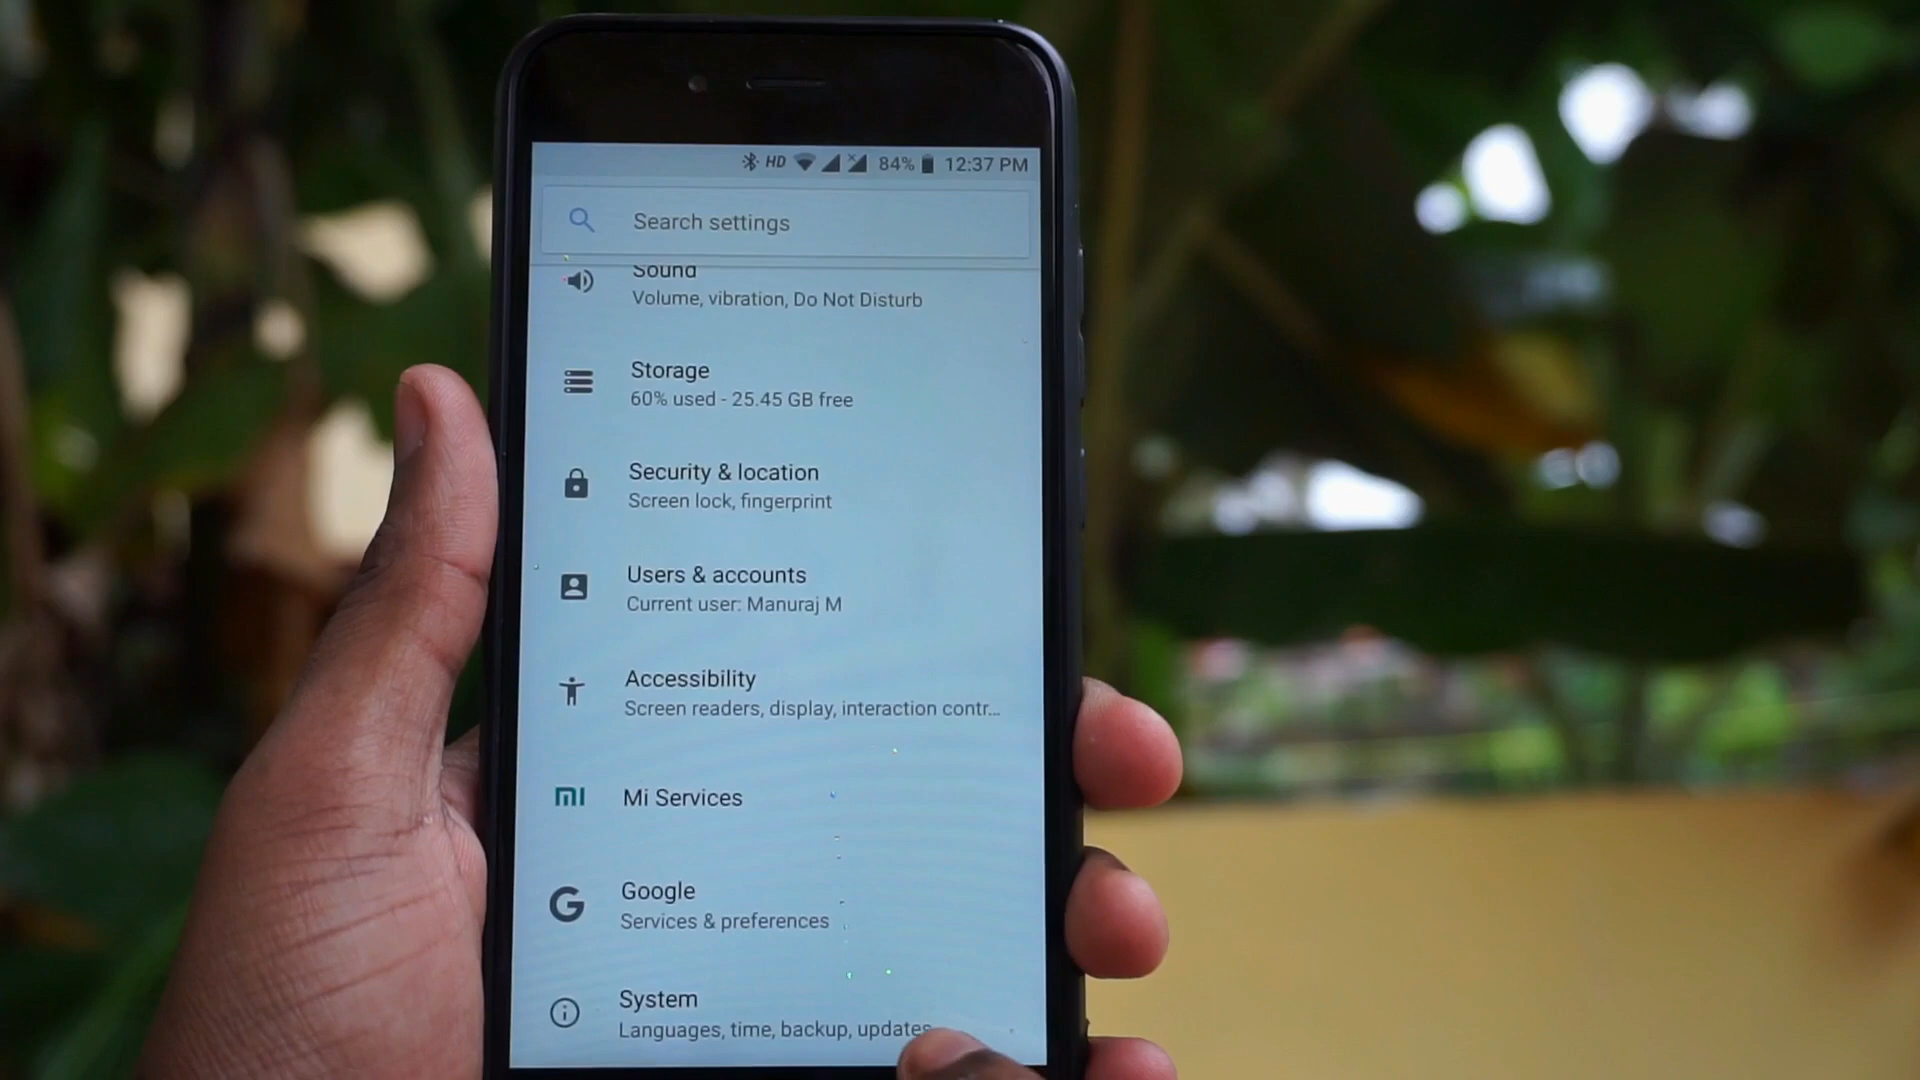 HD 84% 12:37 PM
Search settings
Sound
Volume, vibration, Do Not Disturb
Storage
60% used - 25.45 GB free
Security & location
Screen lock, fingerprint
Users & accounts
Current user: Manuraj M
Accessibility
Screen readers, display, interaction contr...
MI Mi Services
G Google
Services & preferences
System
Languages, time, backup, updates